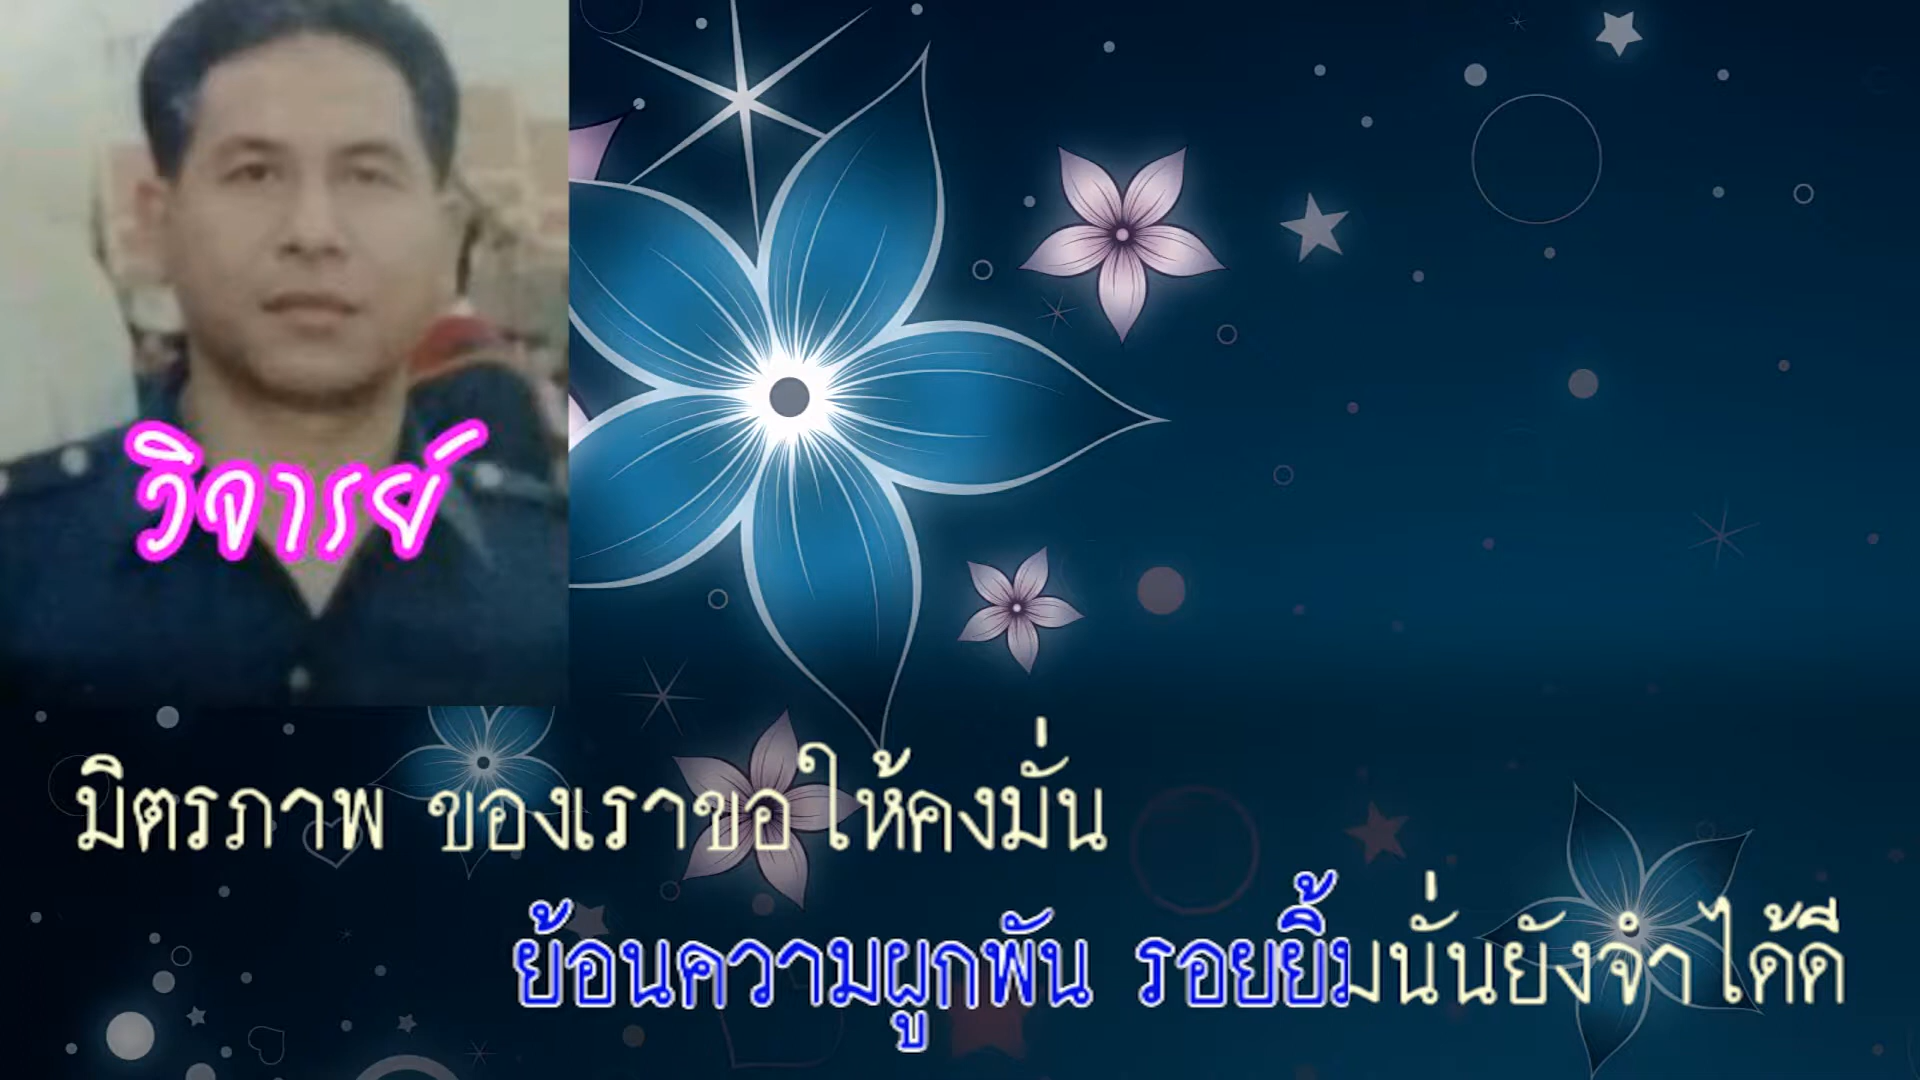 วิจารย์
มิตรภาพ ของเราขอให้คงมั่น
ย้อนความผูกพัน รอยยิ้มนั่นยังจำได้ดี